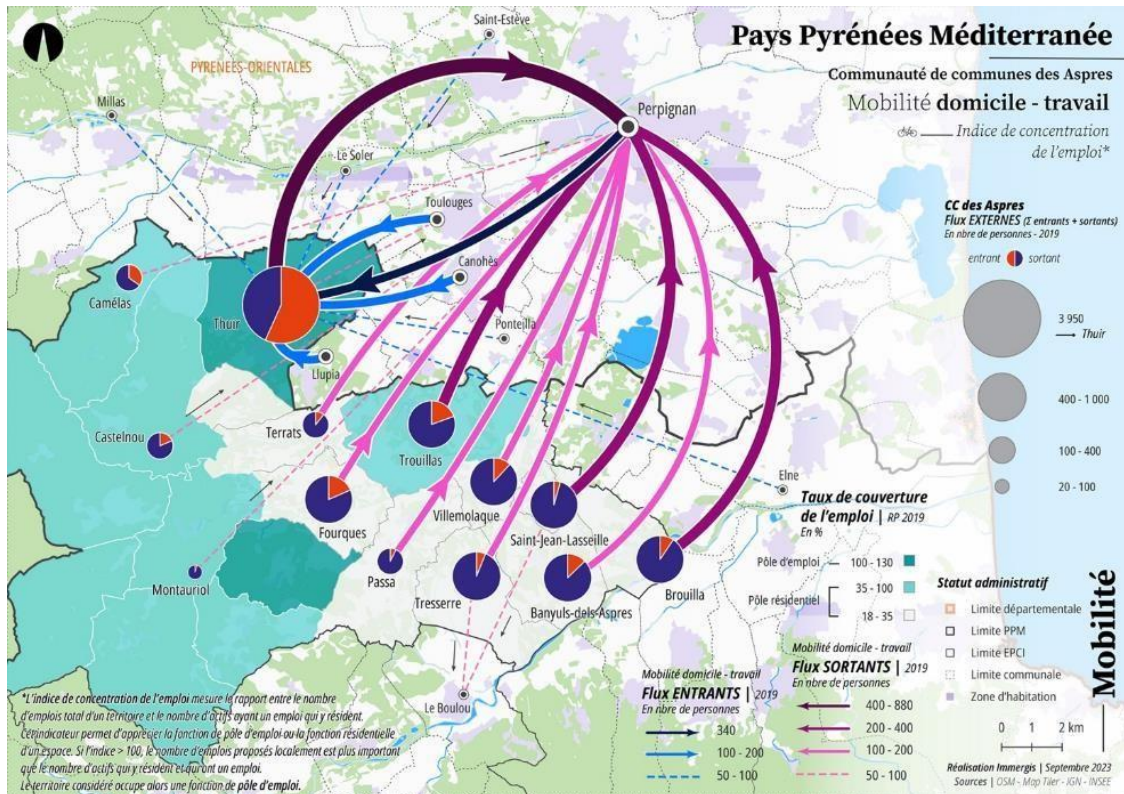 Pays Pyrénées Méditerranée
Communauté de communes des Aspres
Mobilité domicile - travail
Indice de concentration
de l'emploi*
PYRENEES-ORIENTALES
Saint-Estève
Millas
Perpignan
Le Soler
Toulouges
Canohès
Camélas
Thuir
Ponteilla
Llupia
Terrats
Castelnou
Trouillas
Elne
Fourques
Villemolaque
Saint-Jean-Lasseille
Montauriol
Passa
Tresserre
Banyuls-dels-Aspres
Brouilla
Le Boulou
CC des Aspres
Flux EXTERNES (Σ entrants + sortants)
En nbre de personnes - 2019
entrant sortant
3 950
Thuir
400 - 1 000
100 - 400
20 - 100
Taux de couverture
de l'emploi | RP 2019
En %
Pôle d'emploi 100 - 130
35 - 100
Pôle résidentiel
18 - 35
Statut administratif
Limite départementale
Limite PPM
Limite EPCI
Limite communale
Zone d'habitation
Mobilité
Mobilité domicile - travail
Flux ENTRANTS | 2019
En nbre de personnes
340
100 - 200
50 - 100
Mobilité domicile - travail
Flux SORTANTS | 2019
En nbre de personnes
400 - 880
200 - 400
100 - 200
50 - 100
0 1 2 km
Réalisation Immergis | Septembre 2023
Sources | OSM - Map Tiler - IGN - INSEE
*L'indice de concentration de l'emploi mesure le rapport entre le nombre
d'emplois total d'un territoire et le nombre d'actifs ayant un emploi qui y résident.
Cet indicateur permet d'apprécier la fonction de pôle d'emploi ou la fonction résidentielle
d'un espace. Si l'indice > 100, le nombre d'emplois proposés localement est plus important
que le nombre d'actifs qui y résident et qui ont un emploi.
Le territoire considéré occupe alors une fonction de pôle d'emploi.